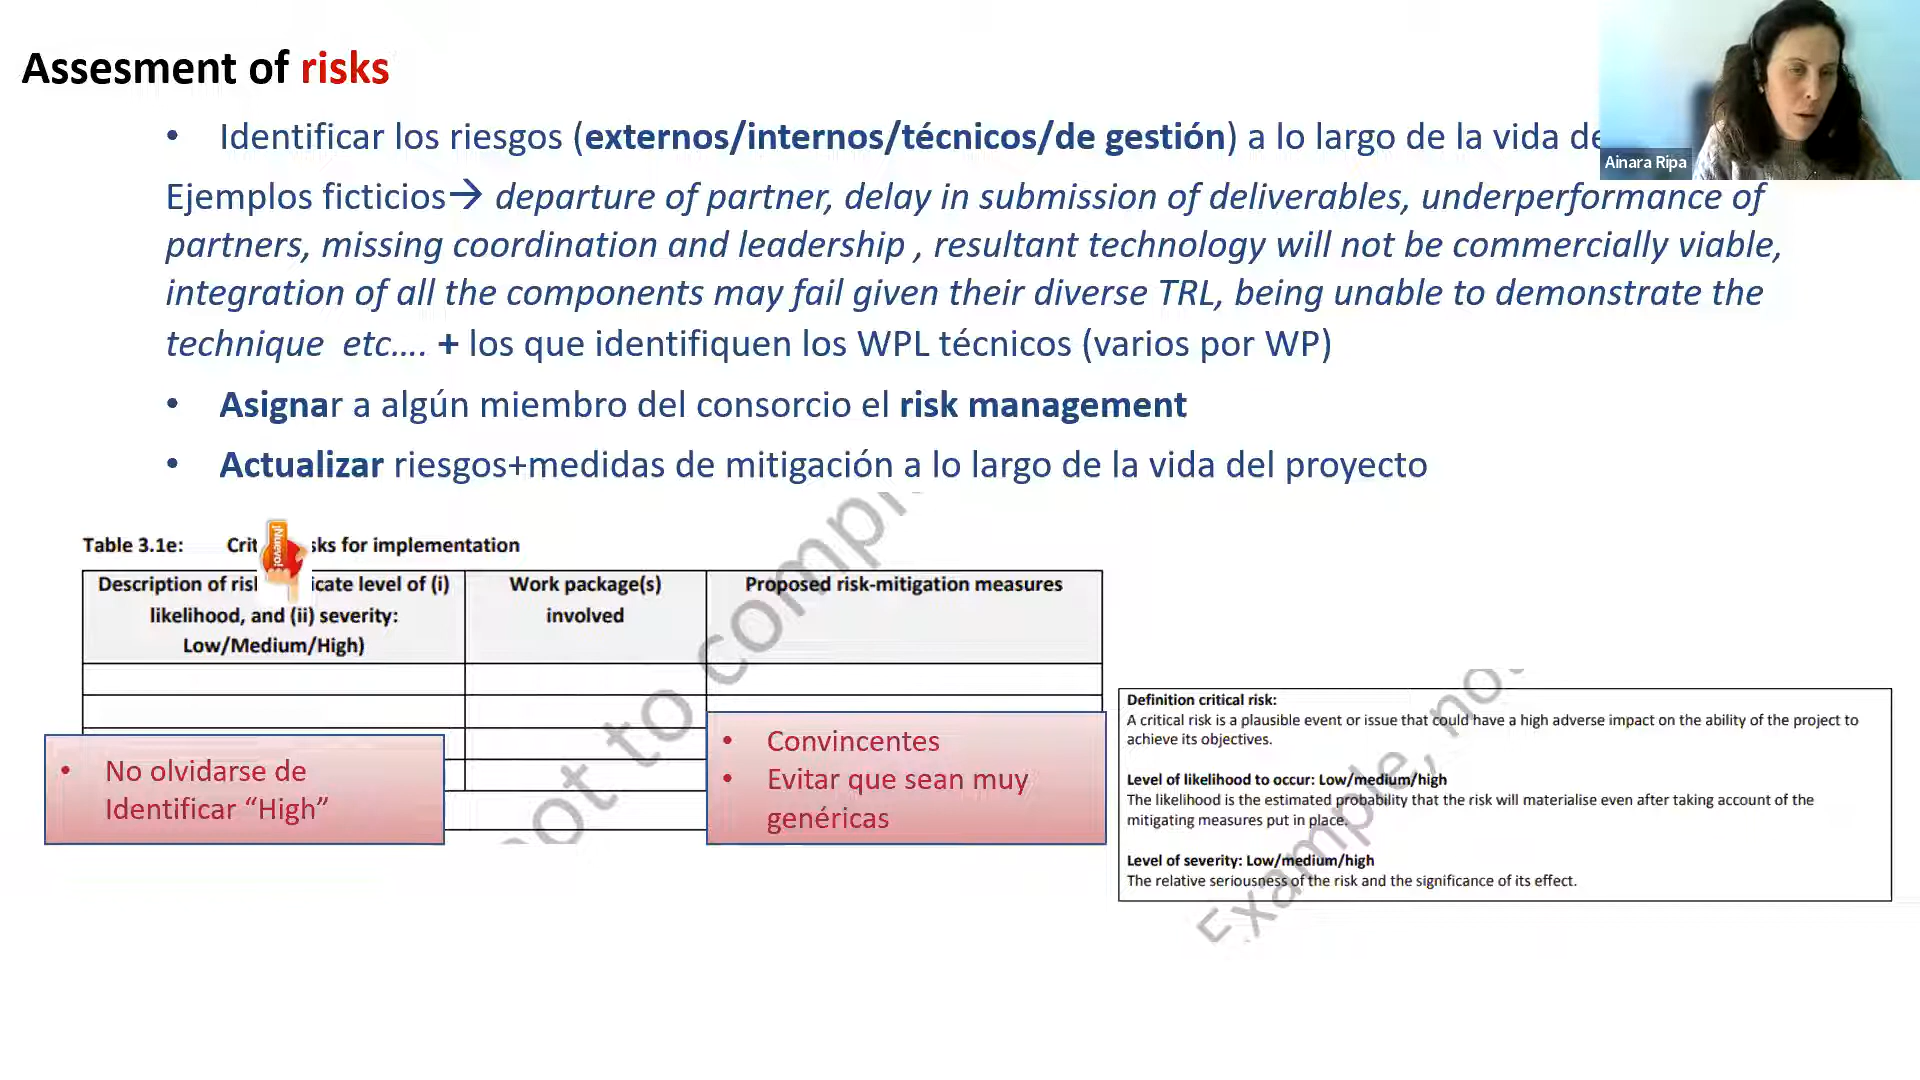 Assesment of risks
Ainara Ripa
• Identificar los riesgos (externos/internos/técnicos/de gestión) a lo largo de la vida de
Ejemplos ficticios→ departure of partner, delay in submission of deliverables, underperformance of
partners, missing coordination and leadership , resultant technology will not be commercially viable,
integration of all the components may fail given their diverse TRL, being unable to demonstrate the
technique etc.... + los que identifiquen los WPL técnicos (varios por WP)
• Asignar a algún miembro del consorcio el risk management
• Actualizar riesgos+medidas de mitigación a lo largo de la vida del proyecto
Table 3.1e: Crit sks for implementation
¡Nuevo!
Description of risk icate level of (i)
likelihood, and (ii) severity:
Low/Medium/High)
Work package(s)
involved
Proposed risk-mitigation measures
• No olvidarse de
Identificar “High”
• Convincentes
• Evitar que sean muy
genéricas
Definition critical risk:
A critical risk is a plausible event or issue that could have a high adverse impact on the ability of the project to
achieve its objectives.
Level of likelihood to occur: Low/medium/high
The likelihood is the estimated probability that the risk will materialise even after taking account of the
mitigating measures put in place.
Level of severity: Low/medium/high
The relative seriousness of the risk and the significance of its effect.
not to compl
Example, not